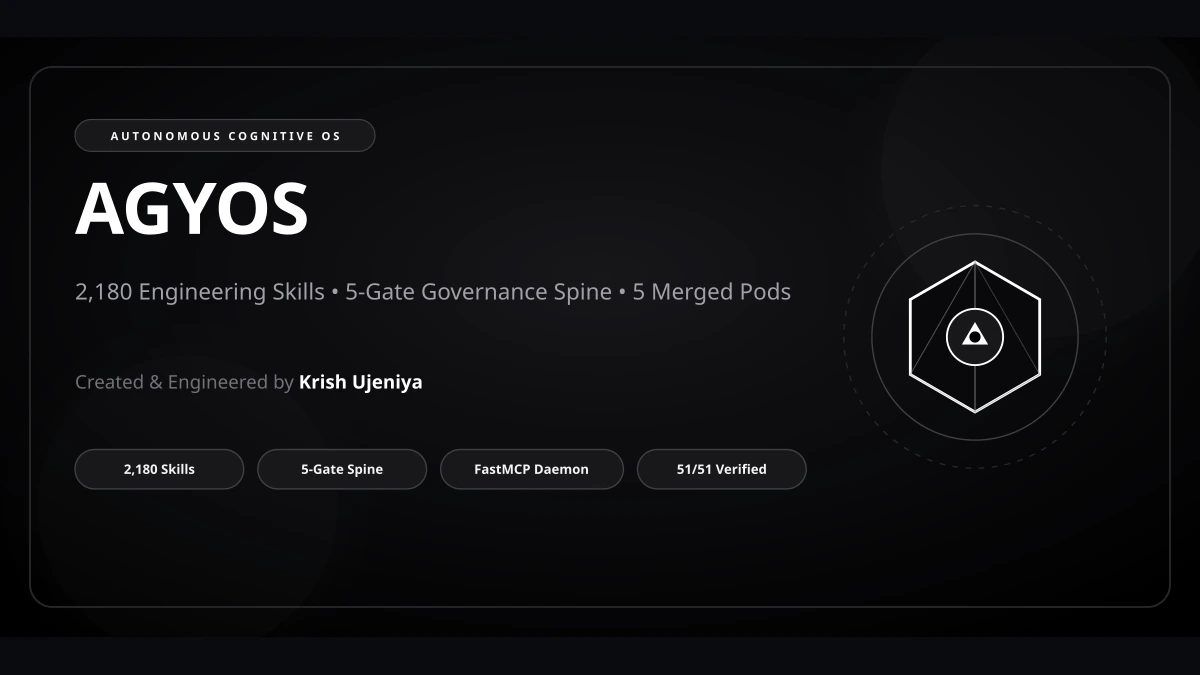 AUTONOMOUS COGNITIVE OS
AGYOS
2,180 Engineering Skills • 5-Gate Governance Spine • 5 Merged Pods
Created & Engineered by Krish Ujeniya
2,180 Skills
5-Gate Spine
FastMCP Daemon
51/51 Verified